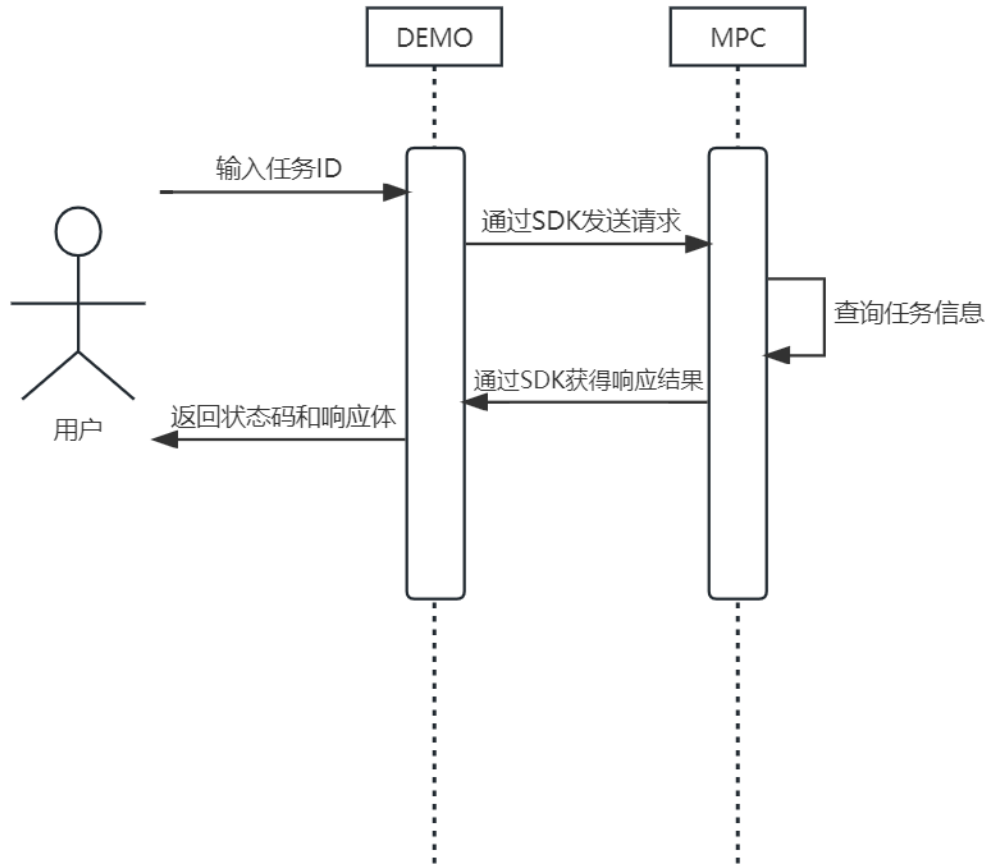 DEMO
MPC
输入任务ID
通过SDK发送请求
查询任务信息
通过SDK获得响应结果
返回状态码和响应体
用户